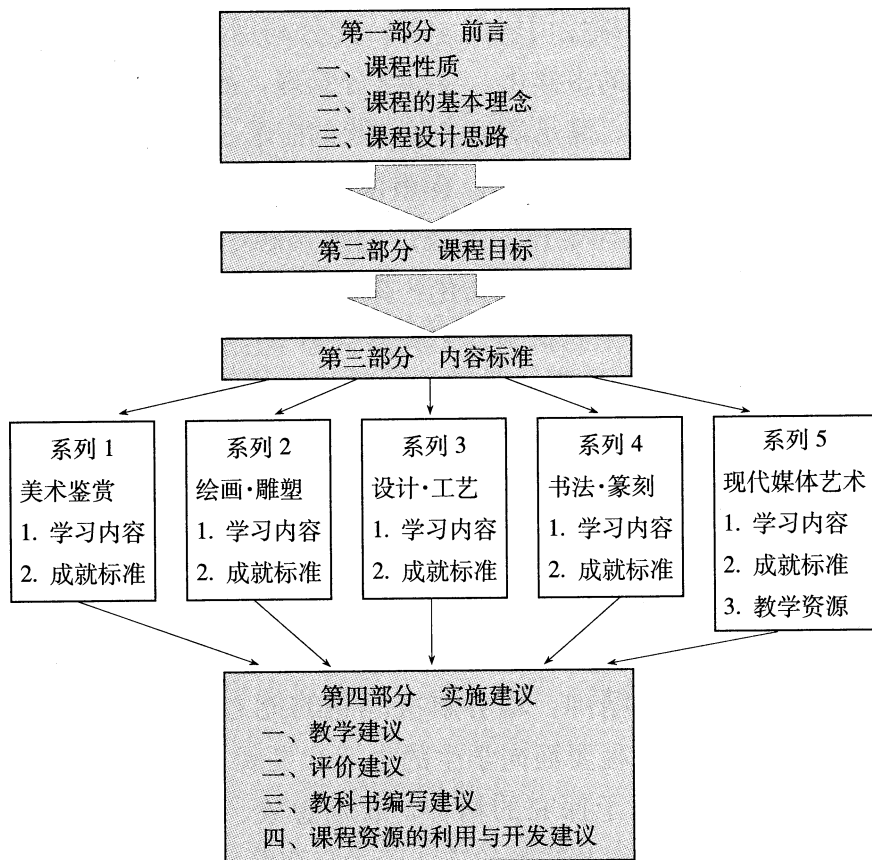 第一部分 前言
一、课程性质
二、课程的基本理念
三、课程设计思路
第二部分 课程目标
第三部分 内容标准
系列 1
美术鉴赏
1. 学习内容
2. 成就标准
系列 2
绘画·雕塑
1. 学习内容
2. 成就标准
系列 3
设计·工艺
1. 学习内容
2. 成就标准
系列 4
书法·篆刻
1. 学习内容
2. 成就标准
系列 5
现代媒体艺术
1. 学习内容
2. 成就标准
3. 教学资源
第四部分 实施建议
一、教学建议
二、评价建议
三、教科书编写建议
四、课程资源的利用与开发建议